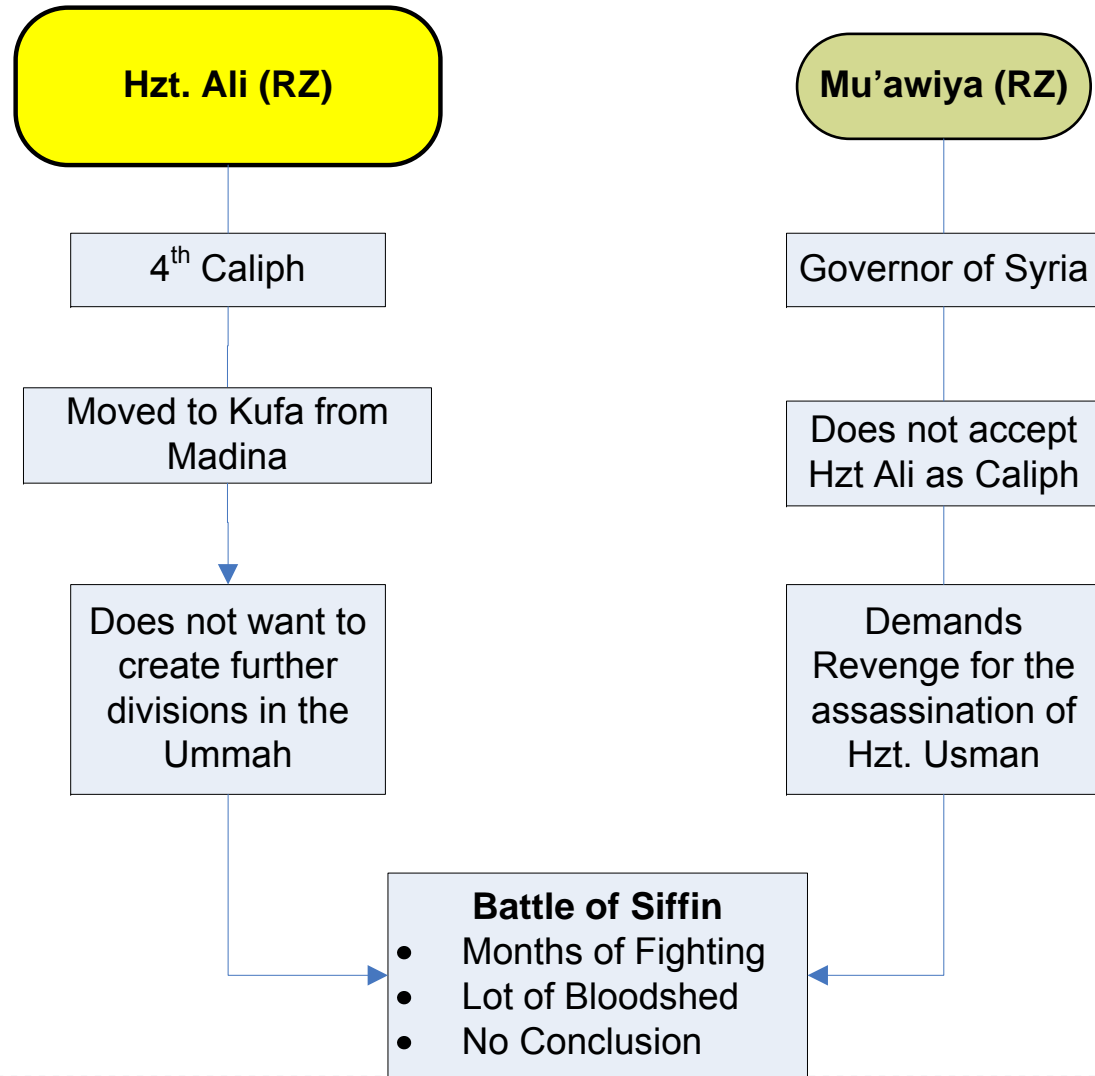 Hzt. Ali (RZ)
4th Caliph
Moved to Kufa from
Madina
Does not want to
create further
divisions in the
Ummah
Mu’awiya (RZ)
Governor of Syria
Does not accept
Hzt Ali as Caliph
Demands
Revenge for the
assassination of
Hzt. Usman
Battle of Siffin
• Months of Fighting
• Lot of Bloodshed
• No Conclusion